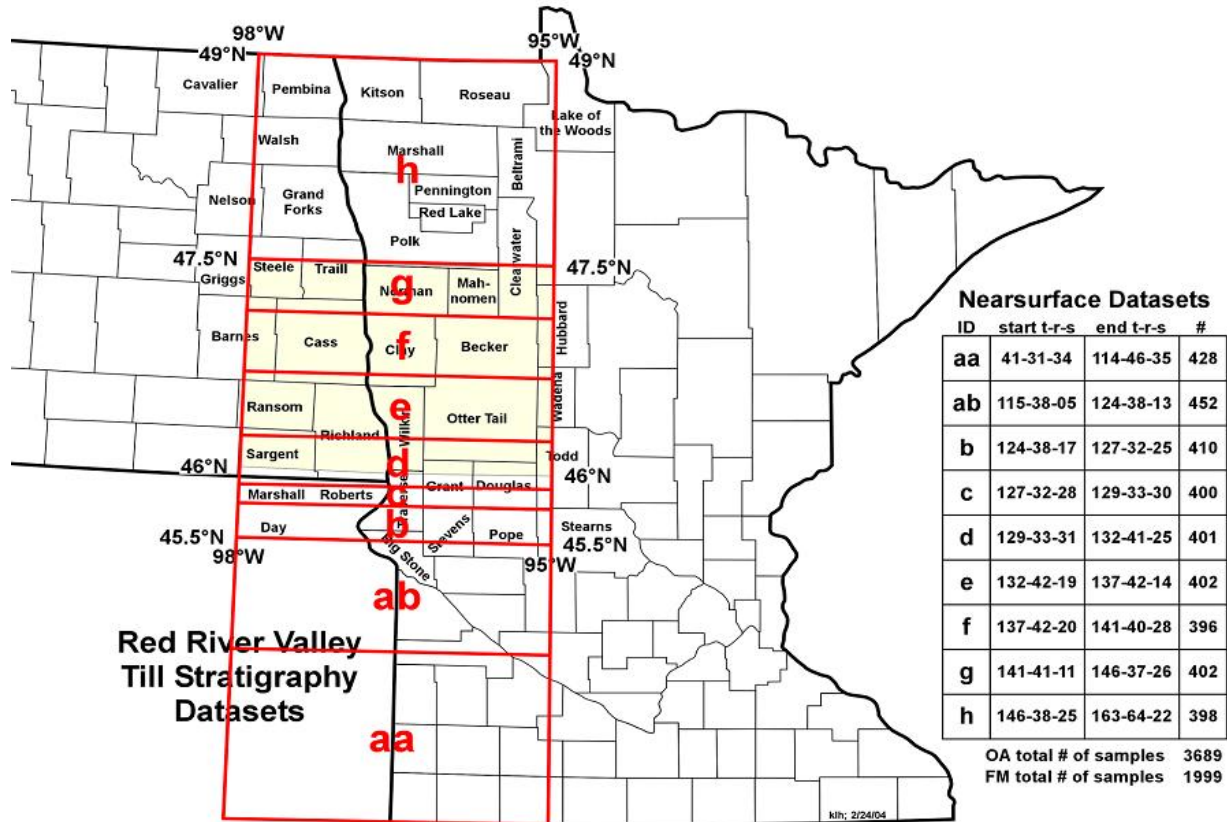 98°W
95°W
49°N
49°N
Cavalier
Pembina
Kitson
Roseau
Lake of
the Woods
Walsh
Marshall
Beltrami
h
Nelson
Grand
Forks
Pennington
Red Lake
Polk
Clearwater
47.5°N
47.5°N
Steele
Traill
Griggs
g
Norman
Mah-
nomen
Hubbard
Barnes
Cass
f
Clay
Becker
Wadena
Ransom
e
Otter Tail
Richland
Wilkin
Sargent
d
Todd
46°N
46°N
Marshall
Roberts
c
Traverse
Grant
Douglas
Day
b
Stevens
Pope
Stearns
45.5°N
45.5°N
98°W
95°W
Big Stone
ab
Red River Valley
Till Stratigraphy
Datasets
aa
klh; 2/24/04
Nearsurface Datasets
ID start t-r-s end t-r-s #
aa 41-31-34 114-46-35 428
ab 115-38-05 124-38-13 452
b 124-38-17 127-32-25 410
c 127-32-28 129-33-30 400
d 129-33-31 132-41-25 401
e 132-42-19 137-42-14 402
f 137-42-20 141-40-28 396
g 141-41-11 146-37-26 402
h 146-38-25 163-64-22 398
OA total # of samples 3689
FM total # of samples 1999